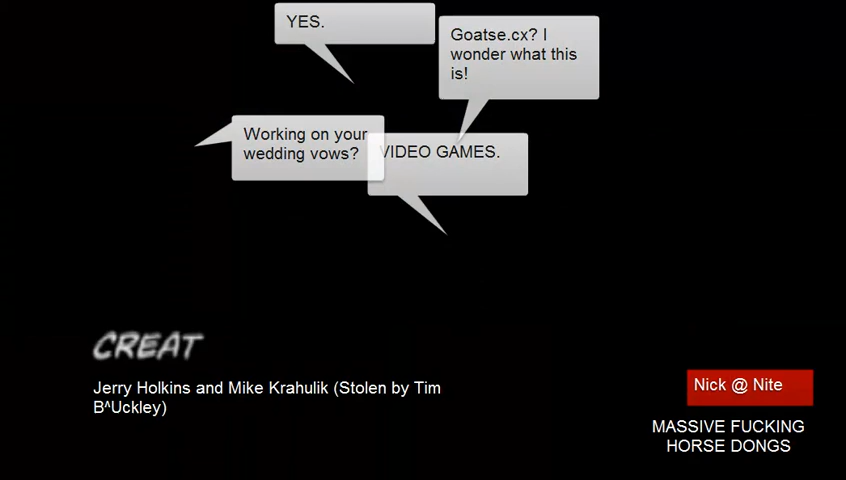 YES.
Goatse.cx? I
wonder what this
is!
Working on your
wedding vows?
VIDEO GAMES.
CREAT
Jerry Holkins and Mike Krahulik (Stolen by Tim
B^Uckley)
Nick @ Nite
MASSIVE FUCKING
HORSE DONGS